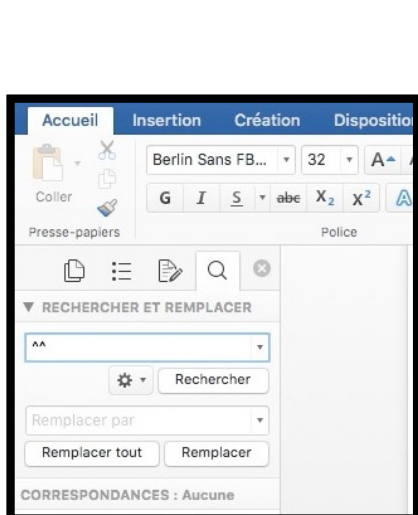 Accueil Insertion Création
Berlin Sans FB... 32 A
Coller G I S abc X₂ X² A
Presse-papiers Police
RECHERCHER ET REMPLACER
^^
Rechercher
Remplacer par
Remplacer tout Remplacer
CORRESPONDANCES : Aucune